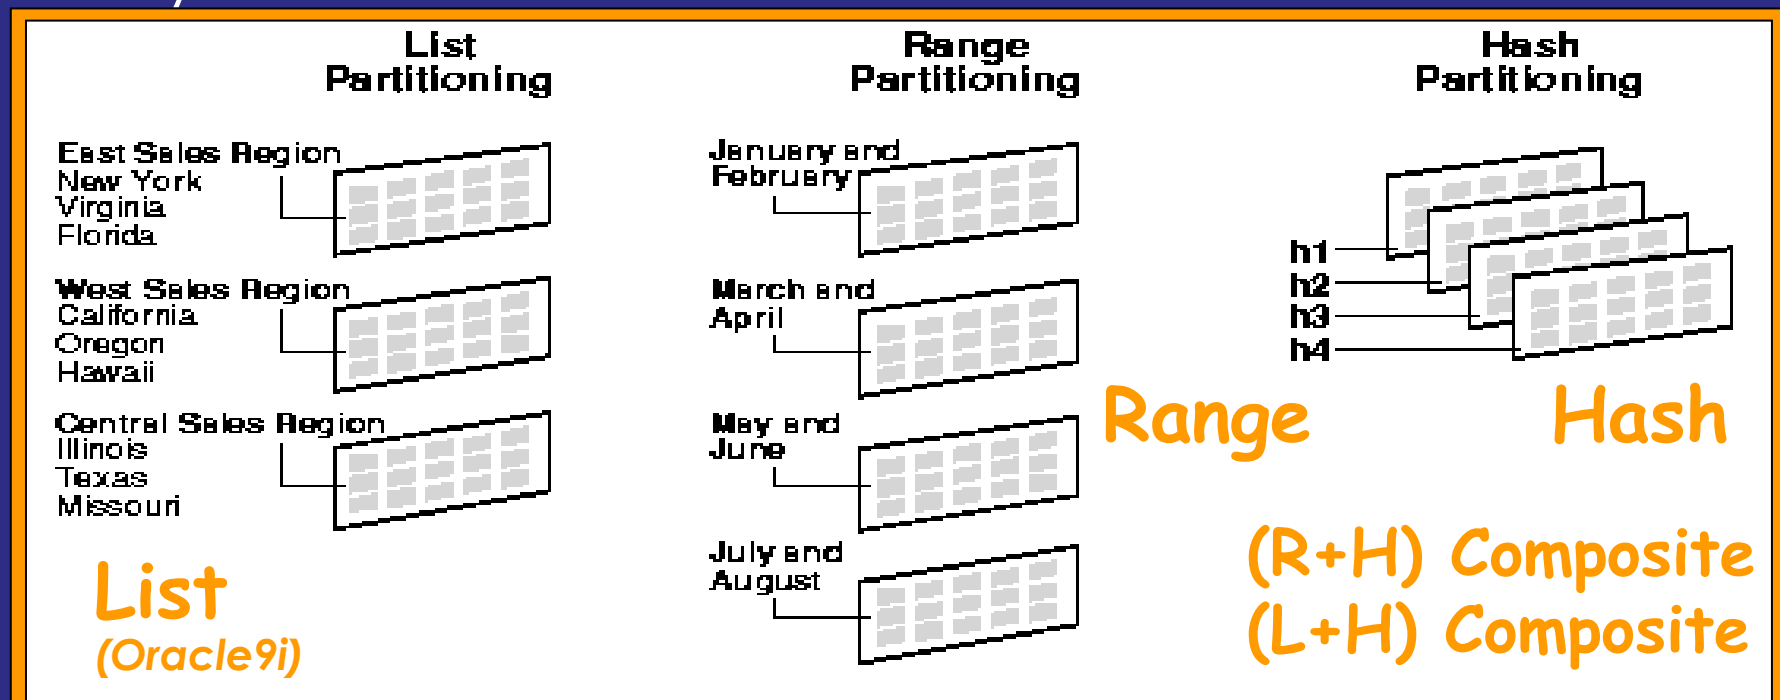 List
Partitioning
East Sales Region
New York
Virginia
Florida
West Sales Region
California
Oregon
Hawaii
Central Sales Region
Illinois
Texas
Missouri
List
(Oracle9i)
Range
Partitioning
January and
February
March and
April
May and
June
July and
August
Range
Hash
Partitioning
h1
h2
h3
h4
Hash
(R+H) Composite
(L+H) Composite